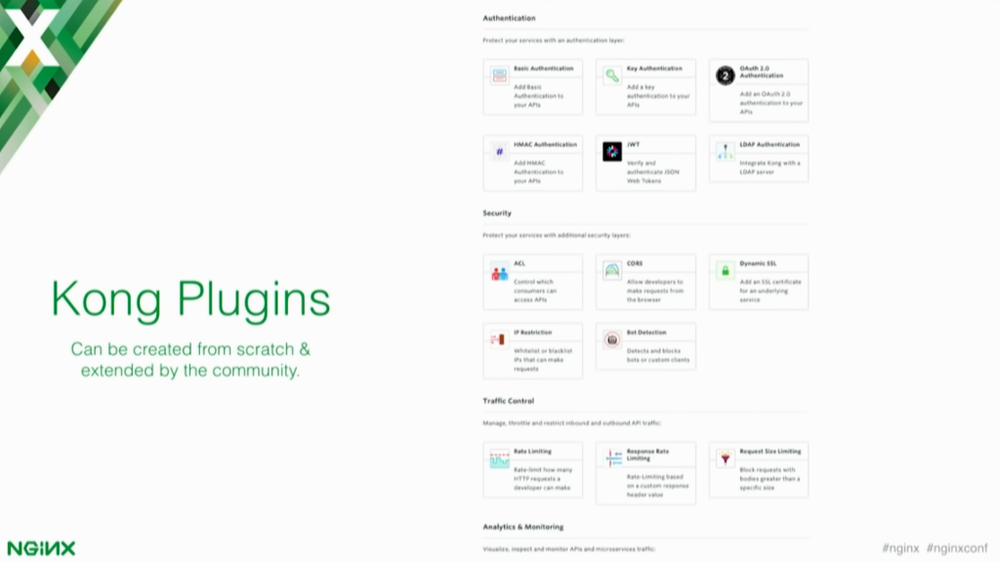 Kong Plugins
Can be created from scratch &
extended by the community.
Authentication
Protect your services with an authentication layer:
Basic Authentication
Add Basic
Authentication to
your APIs
Key Authentication
Add a key
authentication to your
APIs
OAuth 2.0
Authentication
Add an OAuth 2.0
authentication to your
APIs
HMAC Authentication
Add HMAC
Authentication to
your APIs
JWT
Verify and
authenticate JSON
Web Tokens
LDAP Authentication
Integrate Kong with a
LDAP server
Security
Protect your services with additional security layers:
ACL
Control which
consumers can
access APIs
CORS
Allow developers to
make requests from
the browser
Dynamic SSL
Add an SSL certificate
for an underlying
service
IP Restriction
Whitelist or blacklist
IPs that can make
requests
Bot Detection
Detects and blocks
bots or custom clients
Traffic Control
Manage, throttle and restrict inbound and outbound API traffic:
Rate Limiting
Rate-limit how many
HTTP requests a
developer can make
Response Rate
Limiting
Rate-Limiting based
on a custom response
header value
Request Size Limiting
Block requests with
bodies greater than a
specific size
Analytics & Monitoring
Visualize, inspect and monitor APIs and microservices traffic:
NGINX
#nginx #nginxconf